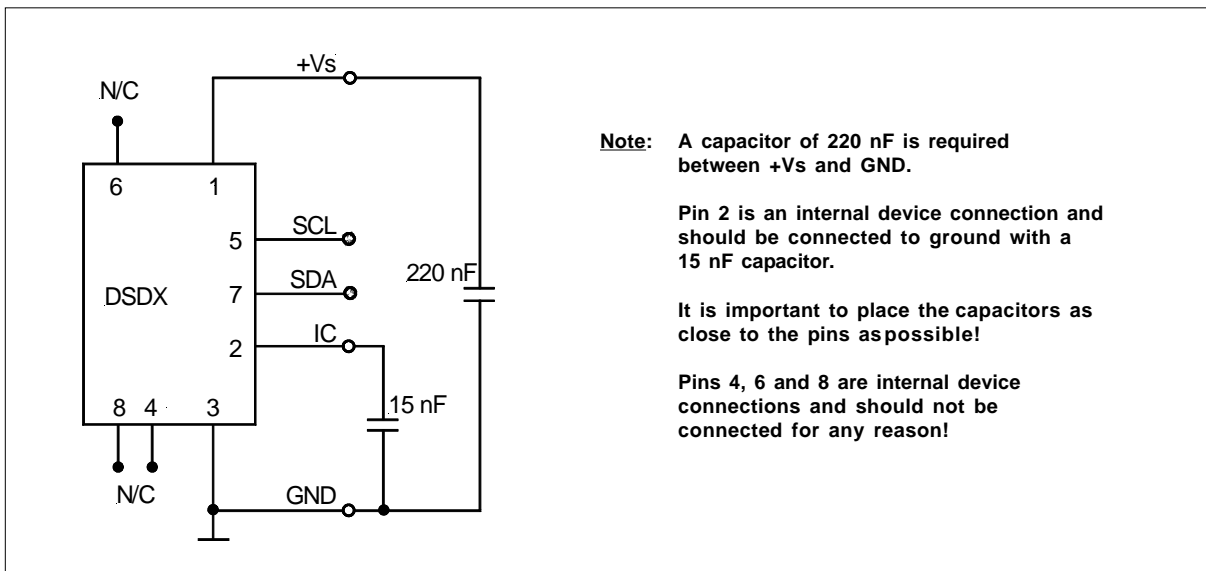 +Vs
N/C
6 1
5 SCL
DSDX 7 SDA
220 nF
2 IC
8 4 3
15 nF
N/C
GND
Note: A capacitor of 220 nF is required
between +Vs and GND.
Pin 2 is an internal device connection and
should be connected to ground with a
15 nF capacitor.
It is important to place the capacitors as
close to the pins aspossible!
Pins 4, 6 and 8 are internal device
connections and should not be
connected for any reason!